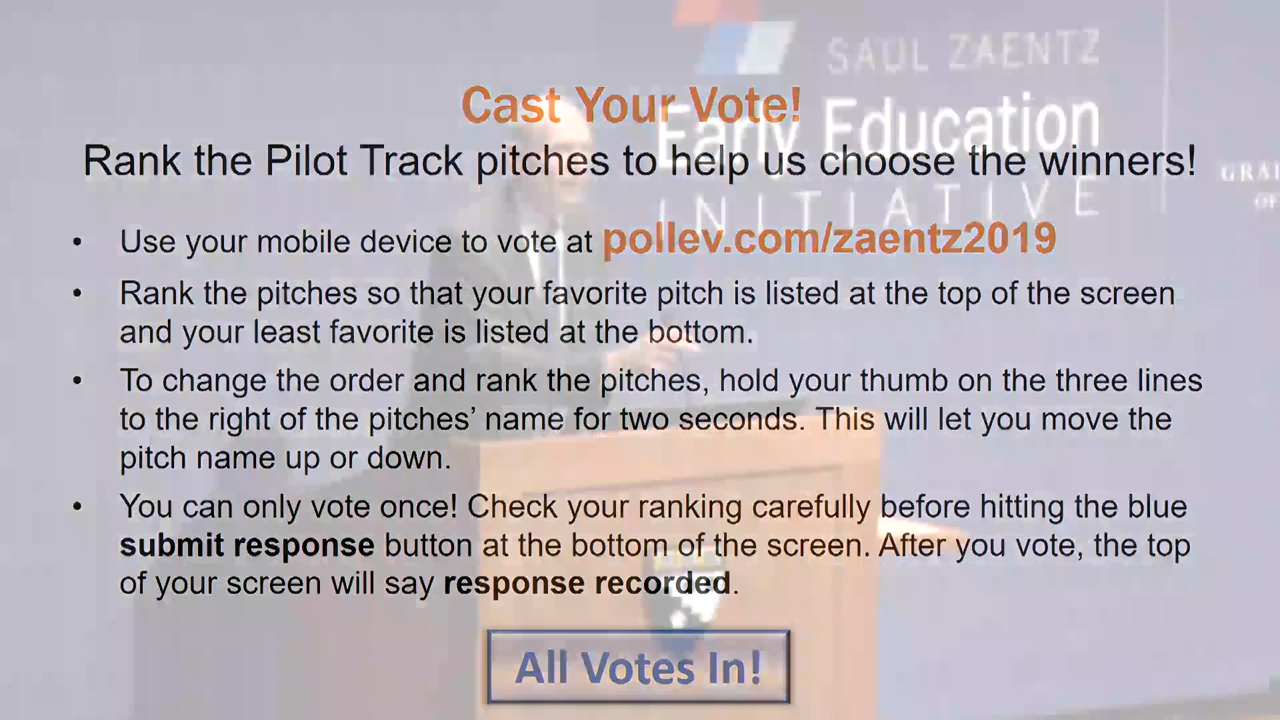 SAUL ZAENTZ
Cast Your Vote!
Early Education
Rank the Pilot Track pitches to help us choose the winners!
INITIATIVE
• Use your mobile device to vote at pollev.com/zaentz2019
• Rank the pitches so that your favorite pitch is listed at the top of the screen
and your least favorite is listed at the bottom.
• To change the order and rank the pitches, hold your thumb on the three lines
to the right of the pitches’ name for two seconds. This will let you move the
pitch name up or down.
• You can only vote once! Check your ranking carefully before hitting the blue
submit response button at the bottom of the screen. After you vote, the top
of your screen will say response recorded.
All Votes In!